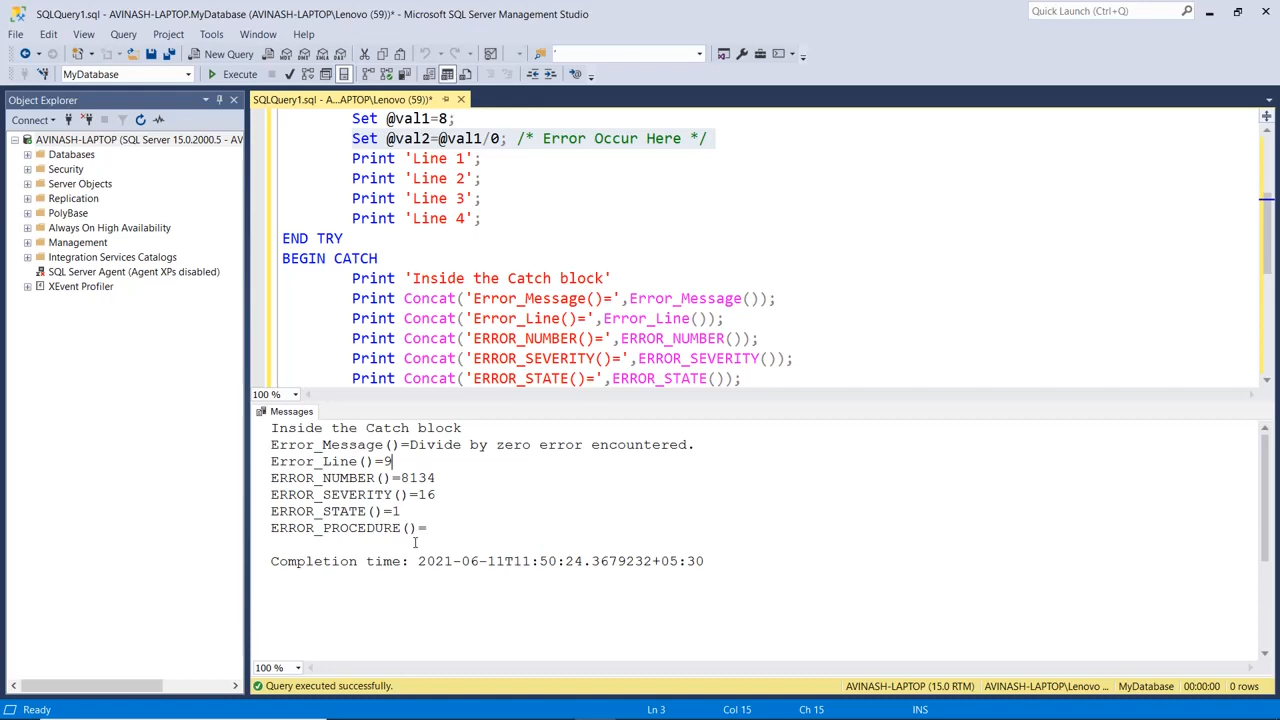 SQLQuery1.sql - AVINASH-LAPTOP.MyDatabase (AVINASH-LAPTOP\Lenovo (59))* - Microsoft SQL Server Management Studio
Quick Launch (Ctrl+Q)
File Edit View Query Project Tools Window Help
New Query
MyDatabase Execute
Object Explorer
SQLQuery1.sql - A...APTOP\Lenovo (59))*
Connect
AVINASH-LAPTOP (SQL Server 15.0.2000.5 - AV
Databases
Security
Server Objects
Replication
PolyBase
Always On High Availability
Management
Integration Services Catalogs
SQL Server Agent (Agent XPs disabled)
XEvent Profiler
Set @val1=8;
Set @val2=@val1/0; /* Error Occur Here */
Print 'Line 1';
Print 'Line 2';
Print 'Line 3';
Print 'Line 4';
END TRY
BEGIN CATCH
Print 'Inside the Catch block'
Print Concat('Error_Message()=',Error_Message());
Print Concat('Error_Line()=',Error_Line());
Print Concat('ERROR_NUMBER()=',ERROR_NUMBER());
Print Concat('ERROR_SEVERITY()=',ERROR_SEVERITY());
Print Concat('ERROR_STATE()=',ERROR_STATE());
100 %
Messages
Inside the Catch block
Error_Message()=Divide by zero error encountered.
Error_Line()=9
ERROR_NUMBER()=8134
ERROR_SEVERITY()=16
ERROR_STATE()=1
ERROR_PROCEDURE()=
Completion time: 2021-06-11T11:50:24.3679232+05:30
100 %
Query executed successfully. AVINASH-LAPTOP (15.0 RTM) AVINASH-LAPTOP\Lenovo ... MyDatabase 00:00:00 0 rows
Ready Ln 3 Col 15 Ch 15 INS